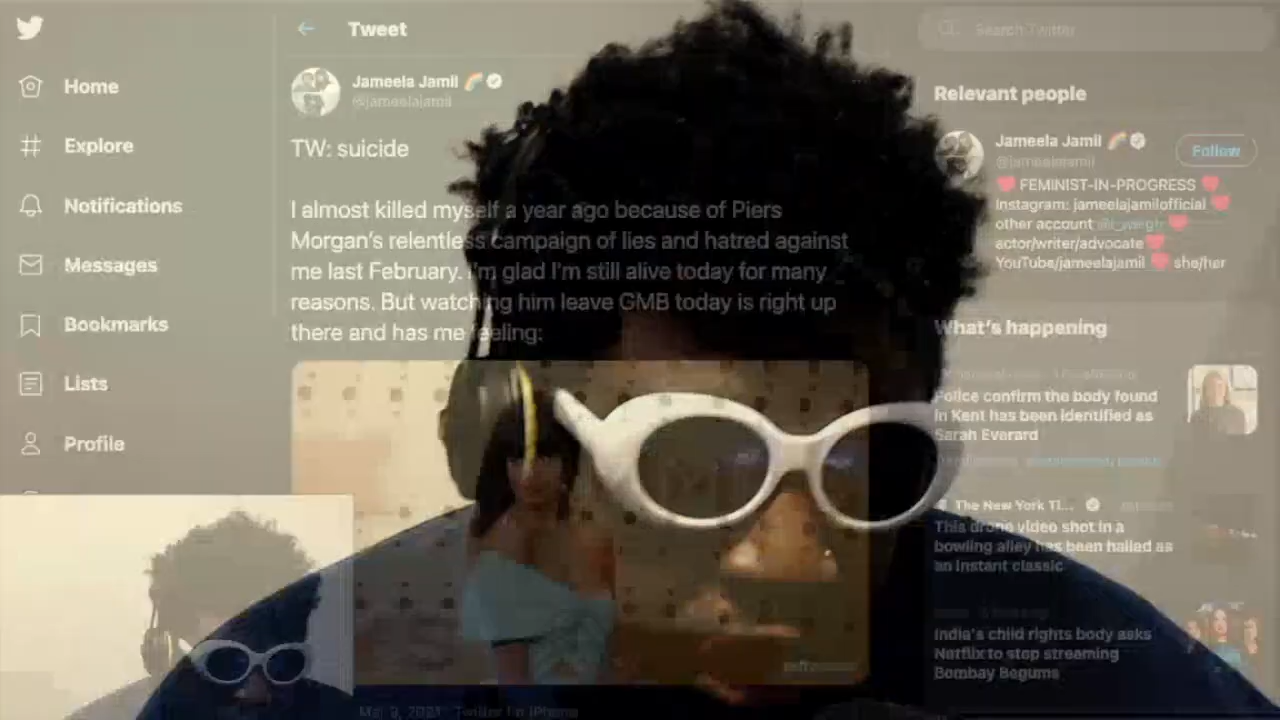 Home
Explore
Notifications
Messages
Bookmarks
Lists
Profile
Tweet
Jameela Jamil
@jameelajamil
TW: suicide
I almost killed myself a year ago because of Piers
Morgan's relentless campaign of lies and hatred against
me last February. I'm glad I'm still alive today for many
reasons. But watching him leave GMB today is right up
there and has me feeling:
Search Twitter
Relevant people
Jameela Jamil
@jameelajamil
Follow
FEMINIST-IN-PROGRESS
Instagram: jameelajamilofficial
other account
actor/writer/advocate
YouTube/jameelajamil she/her
What's happening
Police confirm the body found
in Kent has been identified as
Sarah Everard
The New York Ti...
This drone video shot in a
bowling alley has been hailed as
an instant classic
India's child rights body asks
Netflix to stop streaming
Bombay Begums